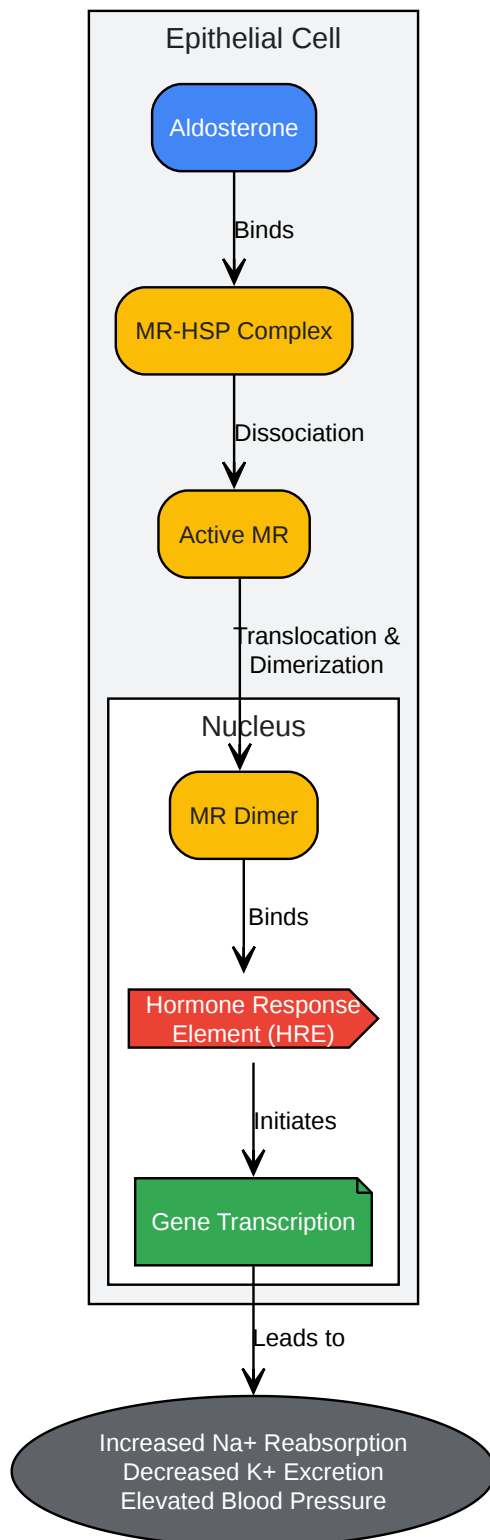 Epithelial Cell
Aldosterone
Binds
MR-HSP Complex
Dissociation
Active MR
Translocation &
Dimerization
Nucleus
MR Dimer
Binds
Hormone Response
Element (HRE)
Initiates
Gene Transcription
Leads to
Increased Na+ Reabsorption
Decreased K+ Excretion
Elevated Blood Pressure